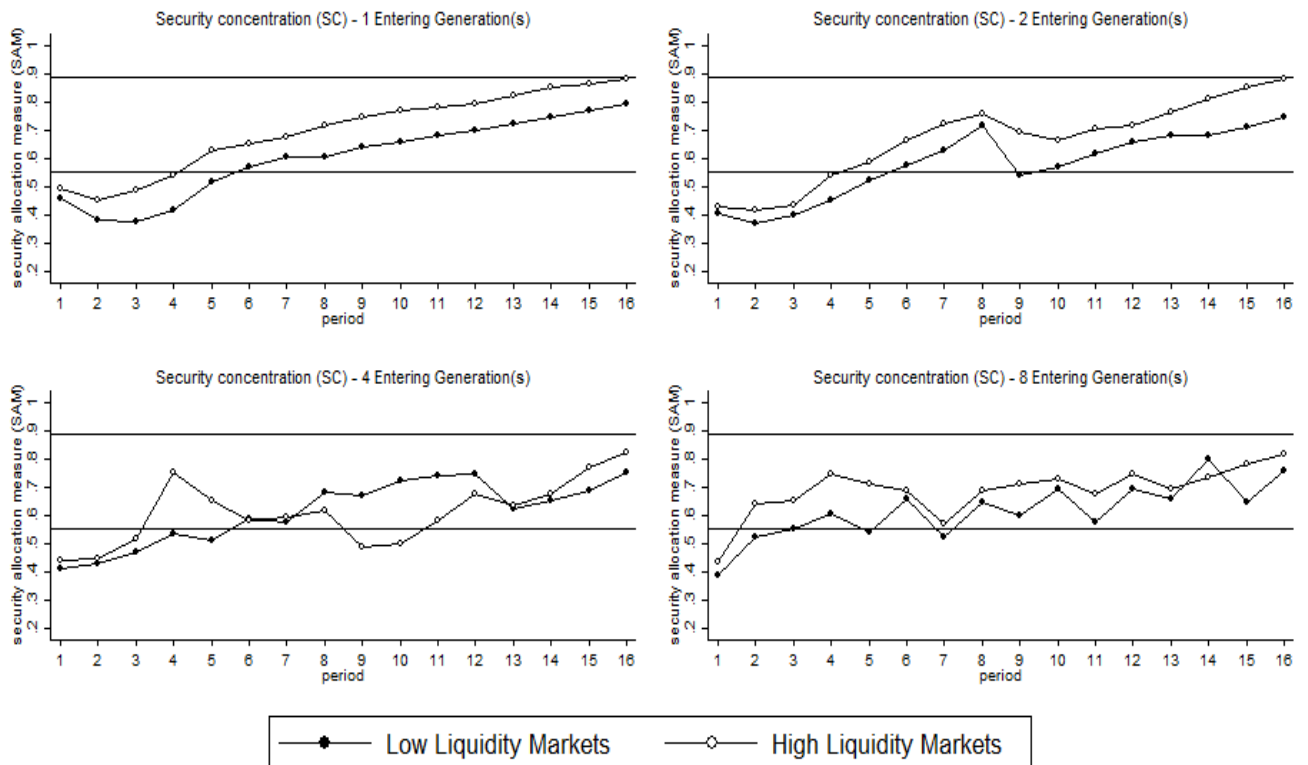 Security concentration (SC) - 1 Entering Generation(s)
security allocation measure (SAM)
1
.9
.8
.7
.6
.5
.4
.3
.2
1 2 3 4 5 6 7 8 9 10 11 12 13 14 15 16
period
Security concentration (SC) - 2 Entering Generation(s)
security allocation measure (SAM)
1
.9
.8
.7
.6
.5
.4
.3
.2
1 2 3 4 5 6 7 8 9 10 11 12 13 14 15 16
period
Security concentration (SC) - 4 Entering Generation(s)
security allocation measure (SAM)
1
.9
.8
.7
.6
.5
.4
.3
.2
1 2 3 4 5 6 7 8 9 10 11 12 13 14 15 16
period
Security concentration (SC) - 8 Entering Generation(s)
security allocation measure (SAM)
1
.9
.8
.7
.6
.5
.4
.3
.2
1 2 3 4 5 6 7 8 9 10 11 12 13 14 15 16
period
Low Liquidity Markets High Liquidity Markets